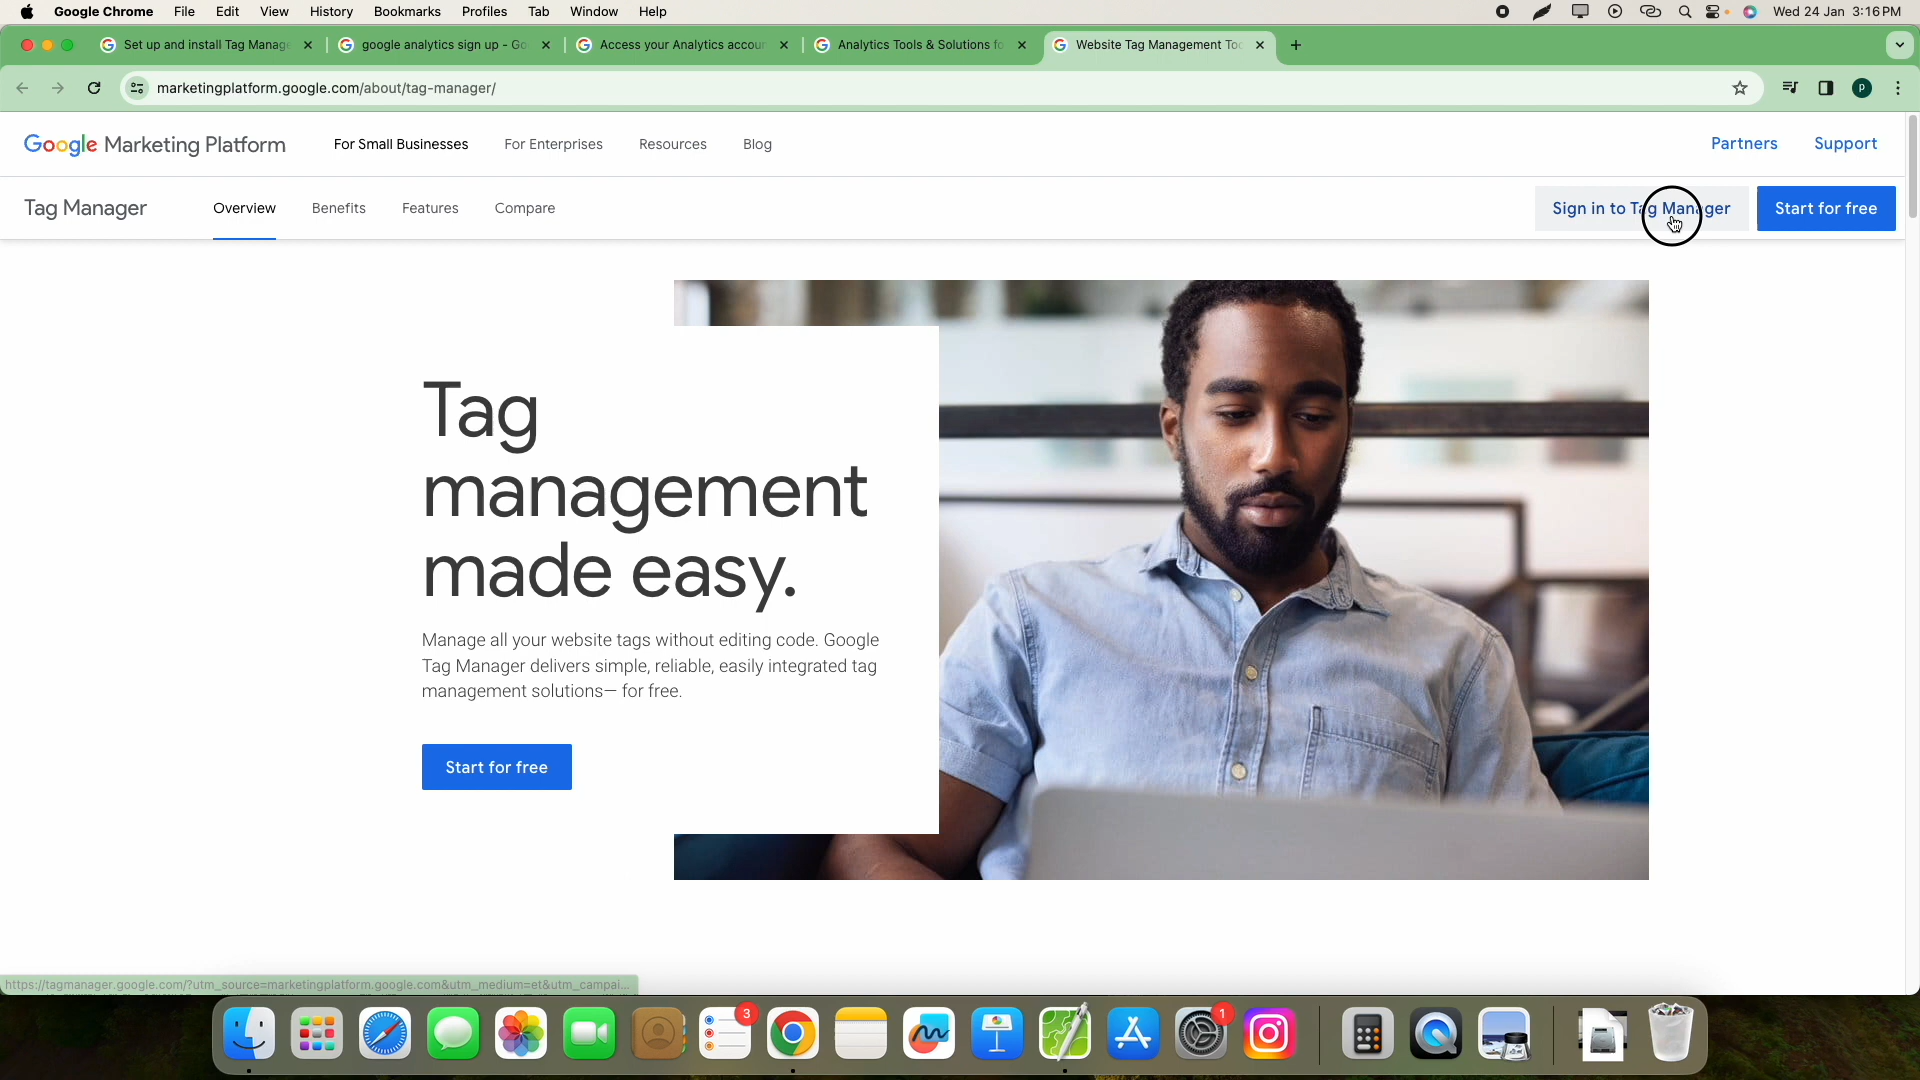 Google Chrome File Edit View History Bookmarks Profiles Tab Window Help Wed 24 Jan 3:16 PM
Set up and install Tag Manage google analytics sign up - Go Access your Analytics accour Analytics Tools & Solutions fo Website Tag Management Too
marketingplatform.google.com/about/tag-manager/ P
Google Marketing Platform For Small Businesses For Enterprises Resources Blog Partners Support
Tag Manager Overview Benefits Features Compare Sign in to Tag Manager Start for free
Tag
management
made easy.
Manage all your website tags without editing code. Google
Tag Manager delivers simple, reliable, easily integrated tag
management solutions— for free.
Start for free
https://tagmanager.google.com/?utm_source=marketingplatform.google.com&utm_medium=et&utm_campai...
3 1